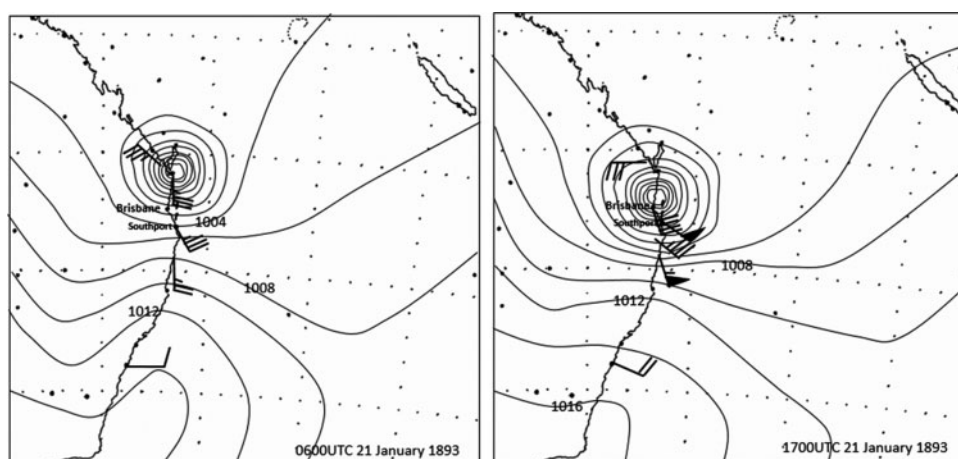 Brisbane
Southport
1004
1008
1012
0600UTC 21 January 1893
Brisbane
Southport
1008
1012
1016
1700UTC 21 January 1893